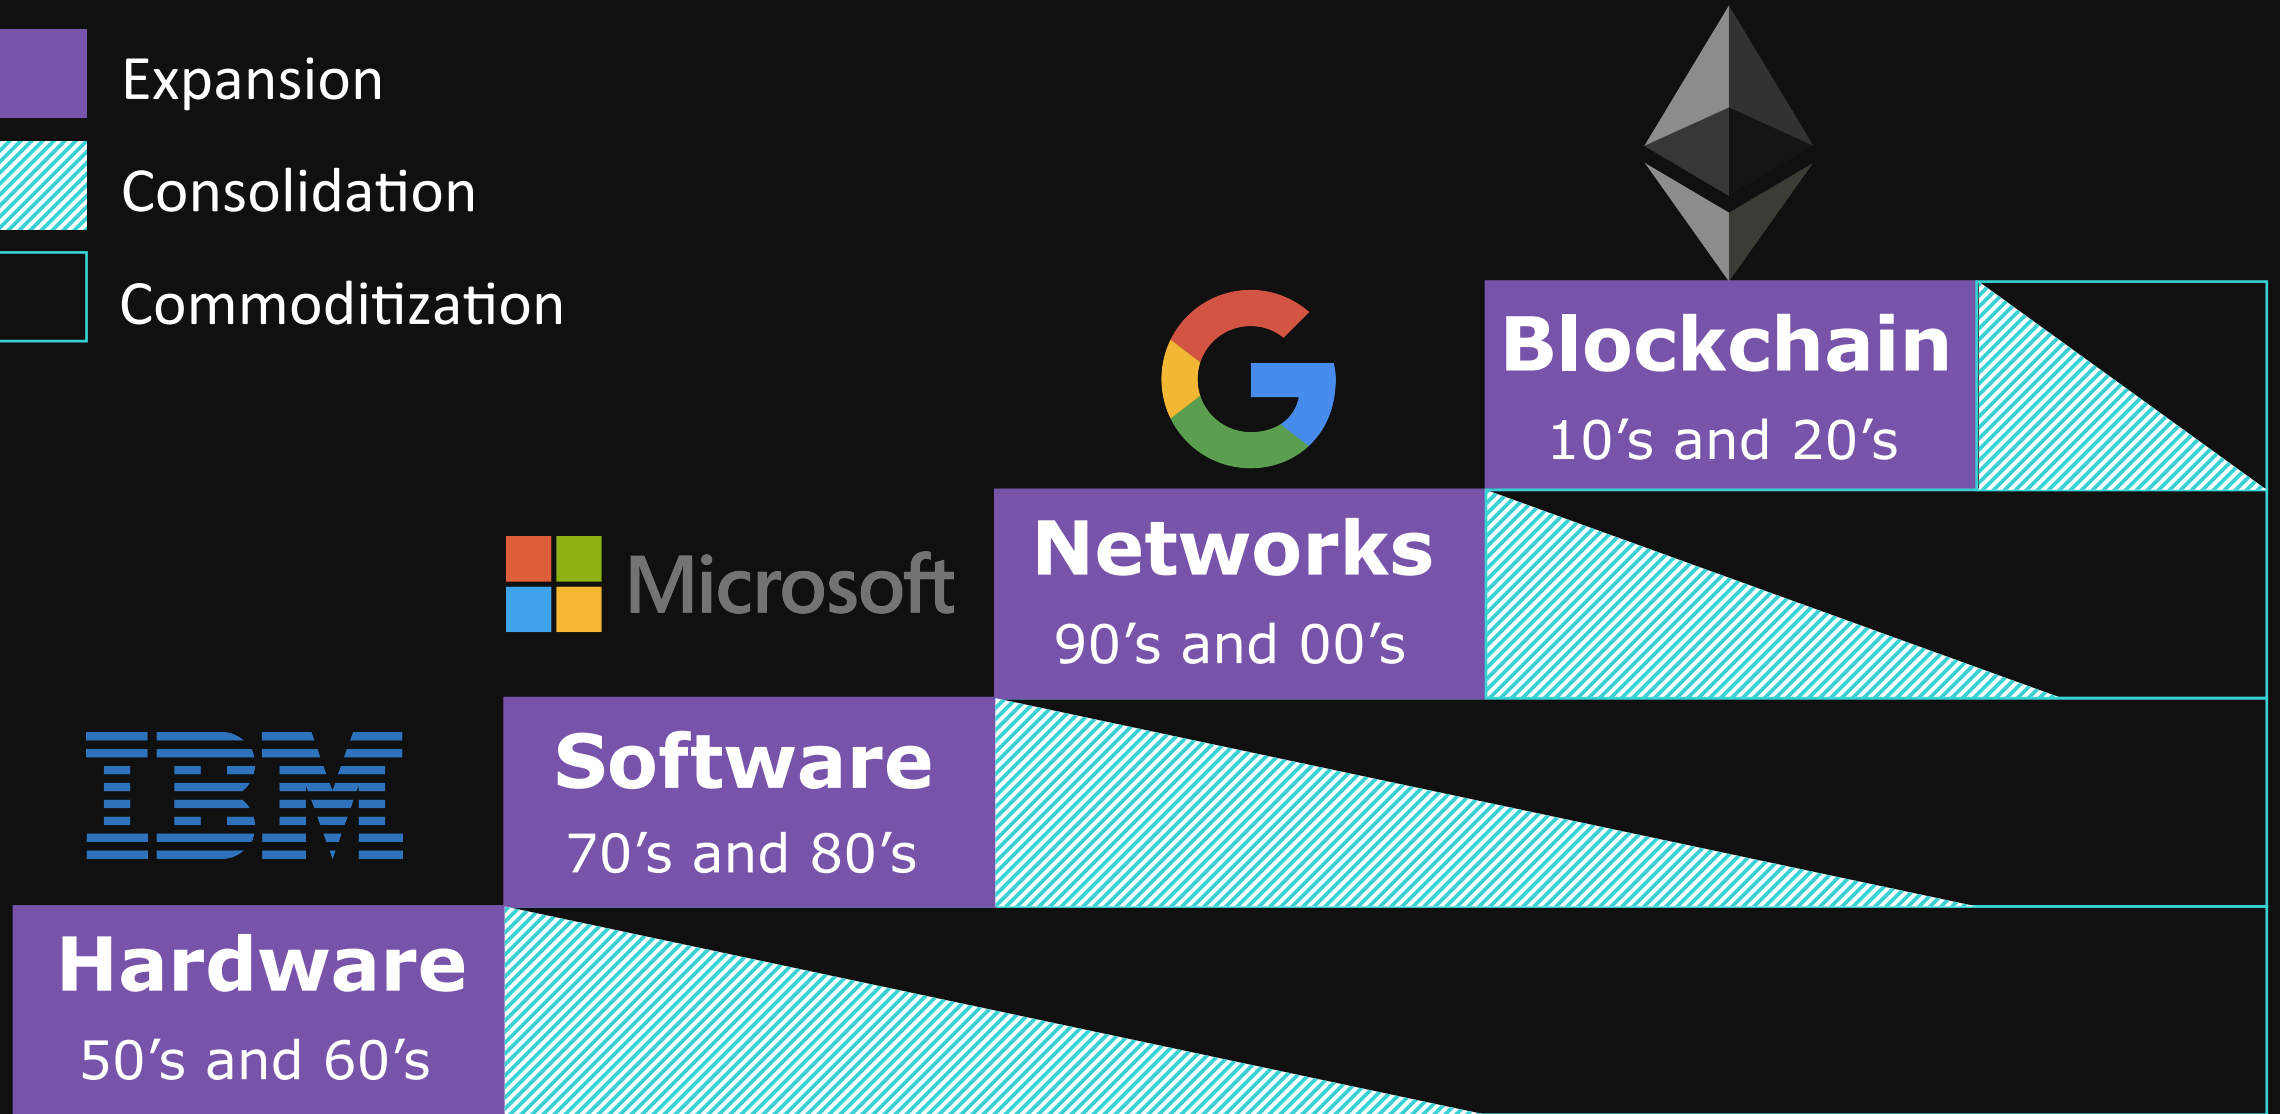 Expansion
Consolidation
Commoditization
Blockchain
10’s and 20’s
Networks
90’s and 00’s
Microsoft
Software
70’s and 80’s
IBM
Hardware
50’s and 60’s